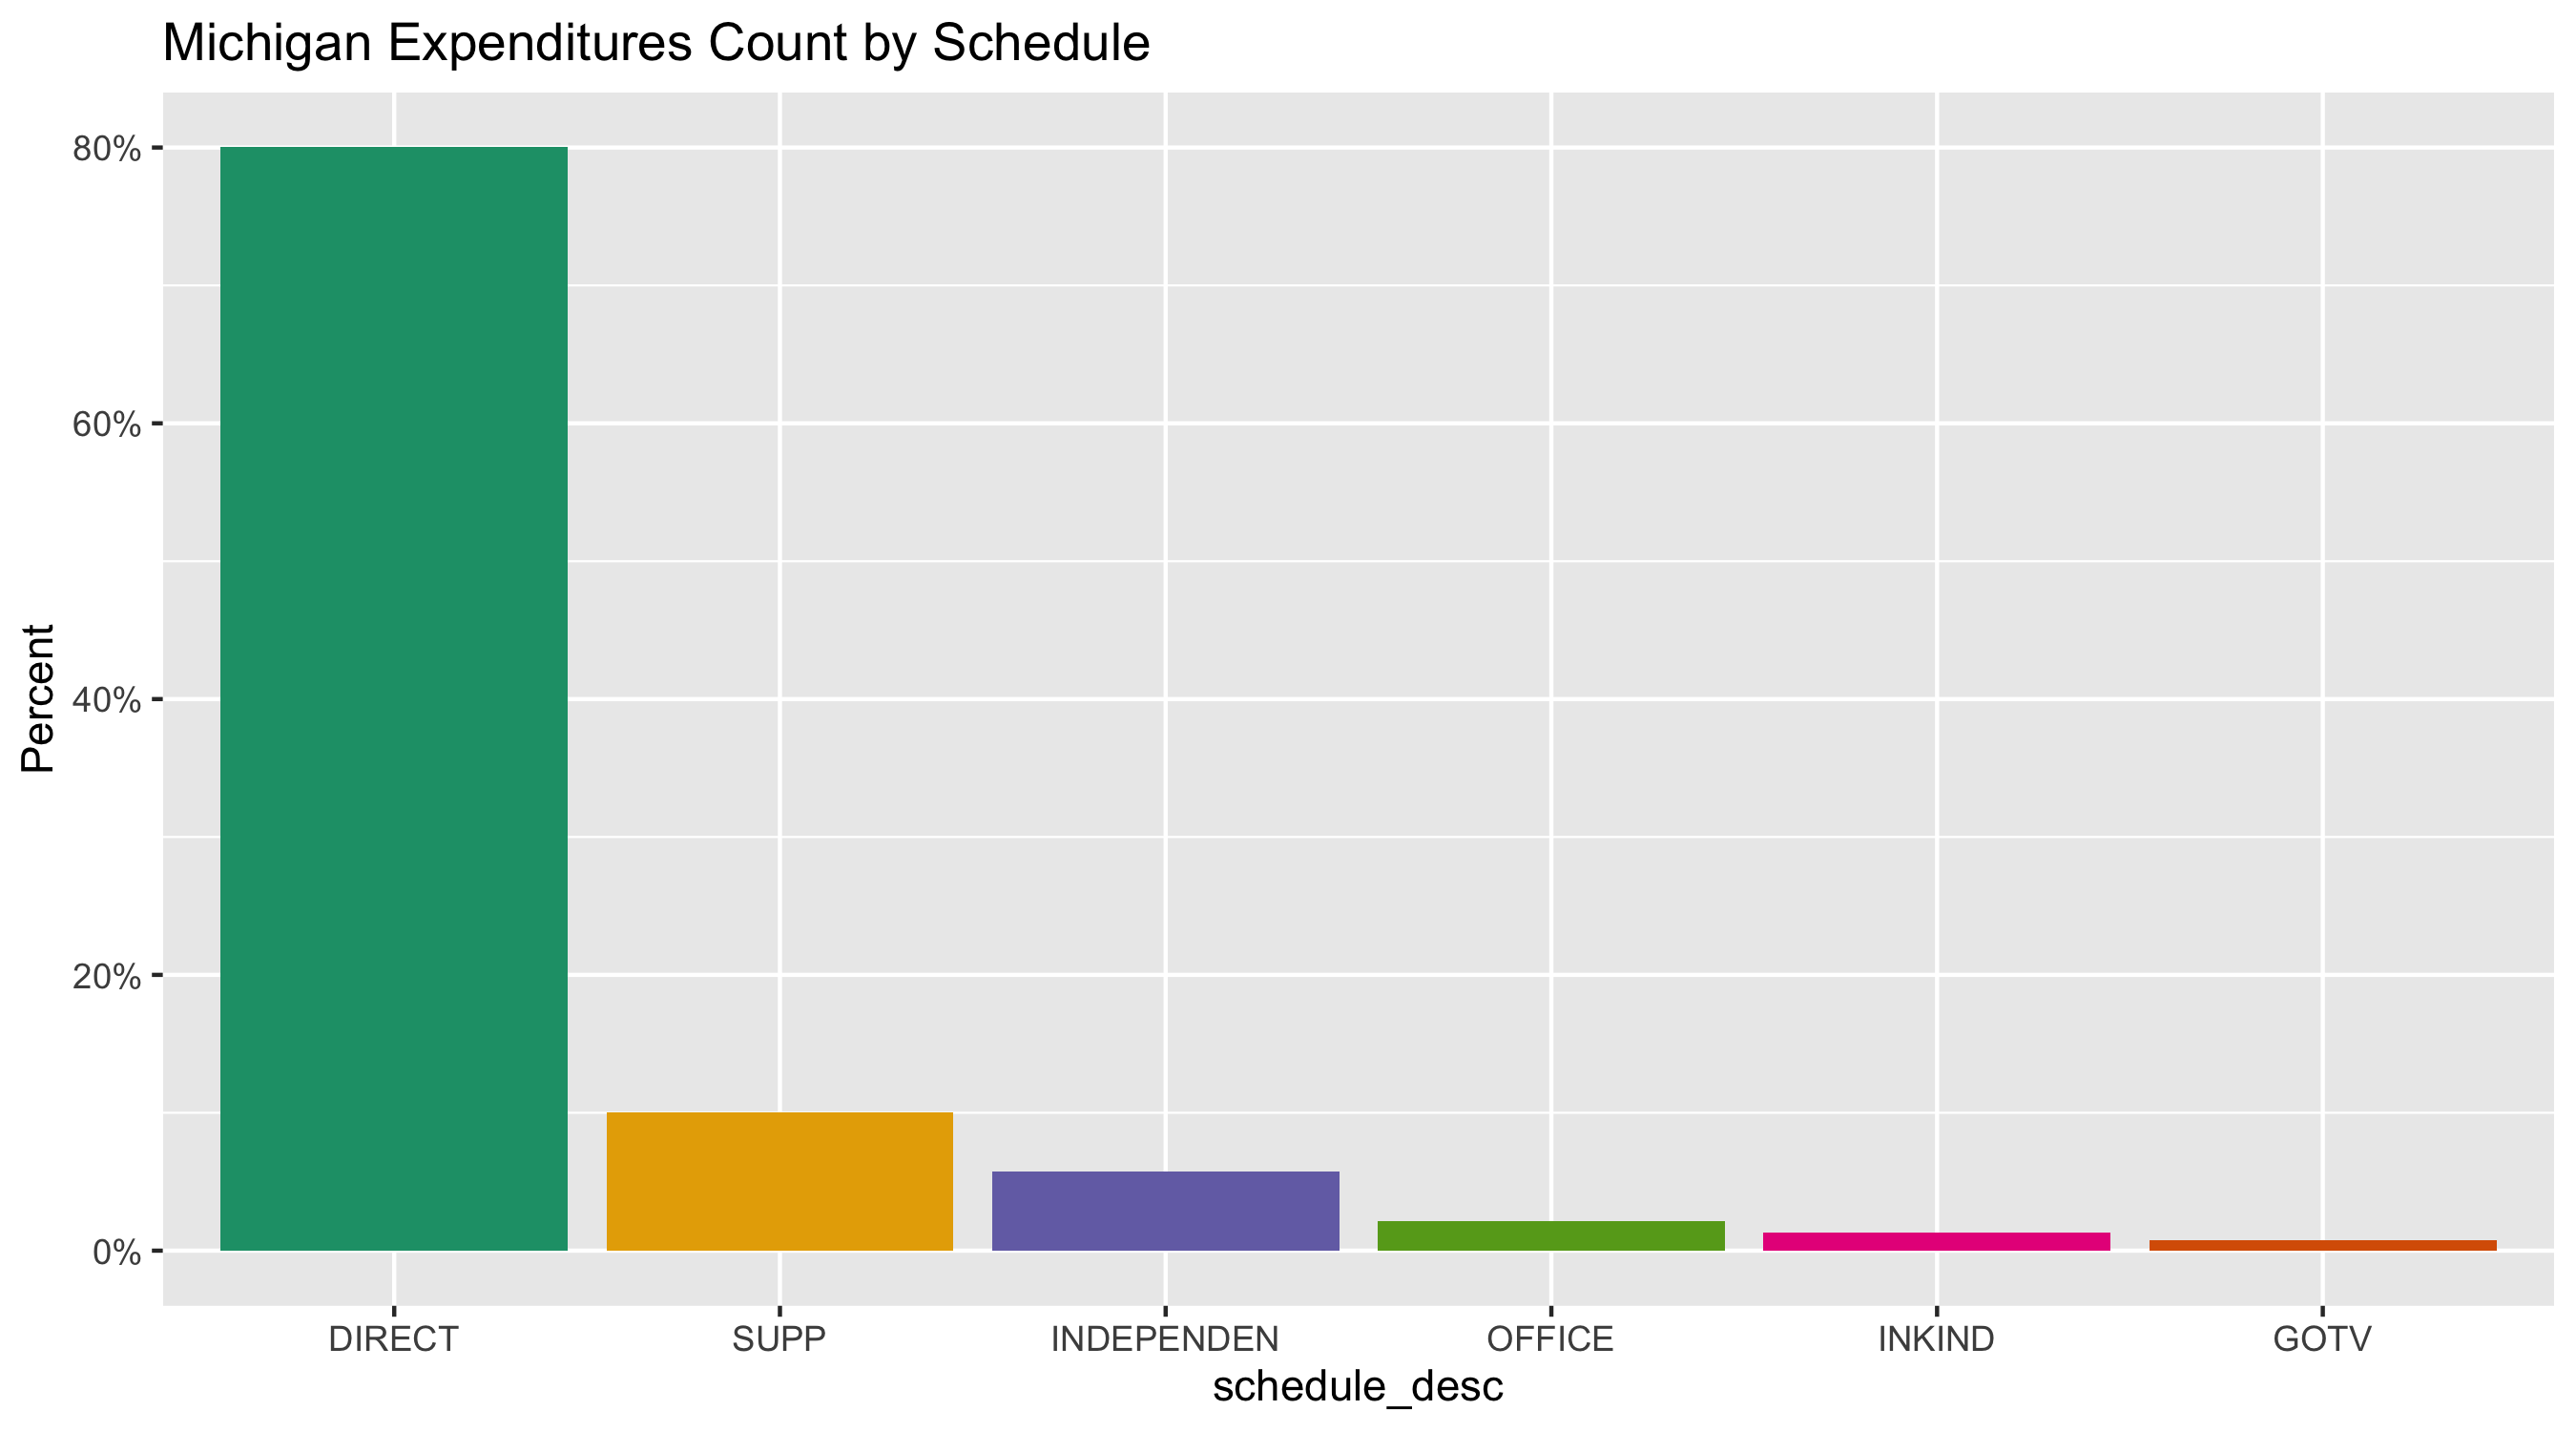 Michigan Expenditures Count by Schedule
80%
60%
40%
20%
0%
Percent
DIRECT SUPP INDEPENDEN OFFICE INKIND GOTV
schedule_desc